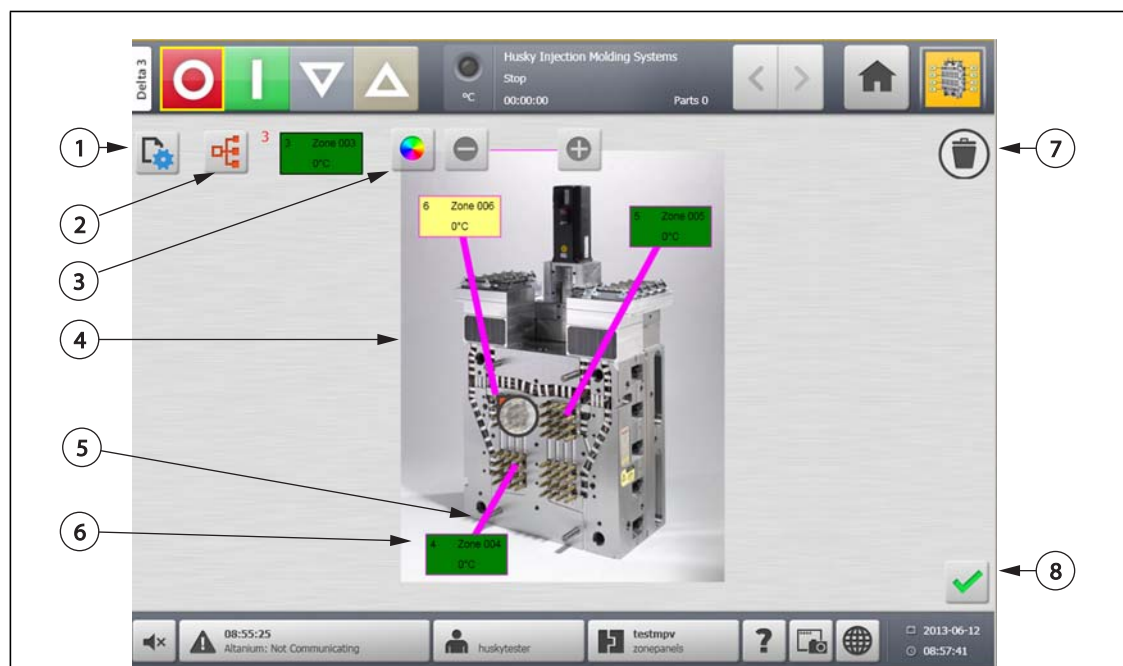 Delta 3
Husky Injection Molding Systems
Stop
°C
00:00:00
Parts 0
1
2
3
4
5
6
7
8
3
3 Zone 003
0°C
6 Zone 006
0°C
5 Zone 005
0°C
4 Zone 004
0°C
08:55:25
Altanium: Not Communicating
huskytester
testmpv
zonepanels
?
2013-06-12
08:57:41